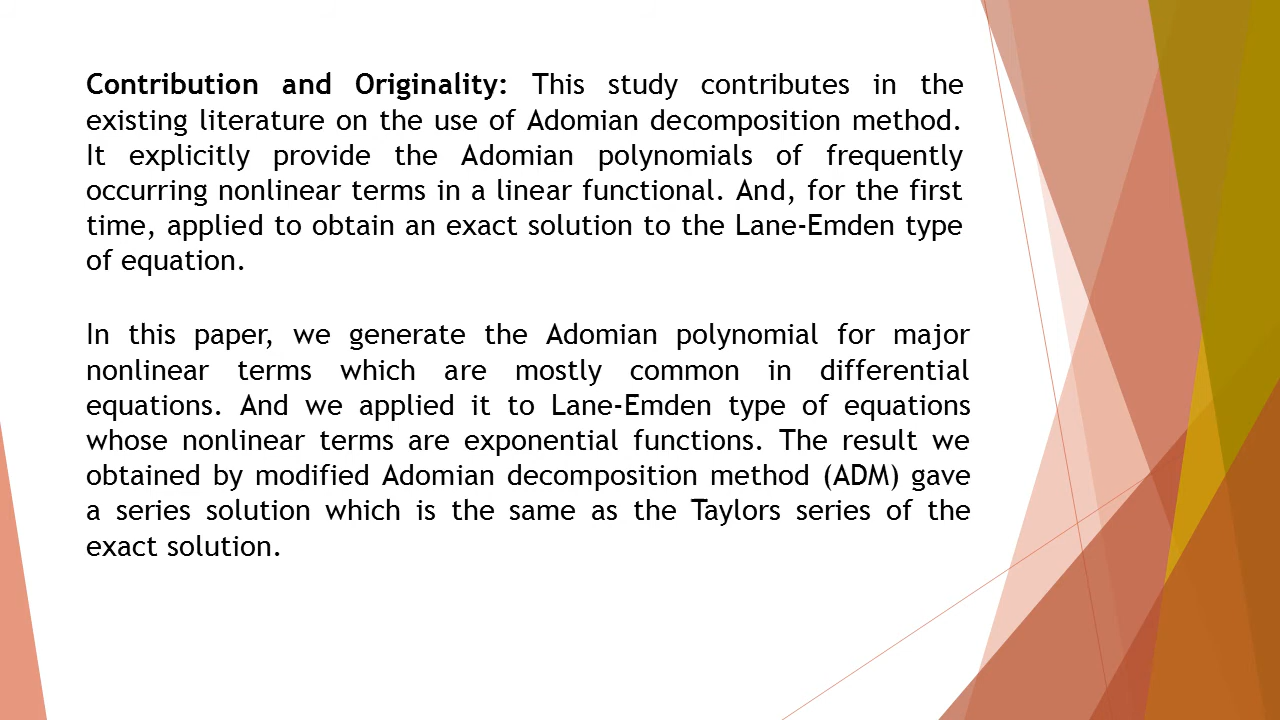 Contribution and Originality: This study contributes in the
existing literature on the use of Adomian decomposition method.
It explicitly provide the Adomian polynomials of frequently
occurring nonlinear terms in a linear functional. And, for the first
time, applied to obtain an exact solution to the Lane-Emden type
of equation.
In this paper, we generate the Adomian polynomial for major
nonlinear terms which are mostly common in differential
equations. And we applied it to Lane-Emden type of equations
whose nonlinear terms are exponential functions. The result we
obtained by modified Adomian decomposition method (ADM) gave
a series solution which is the same as the Taylors series of the
exact solution.